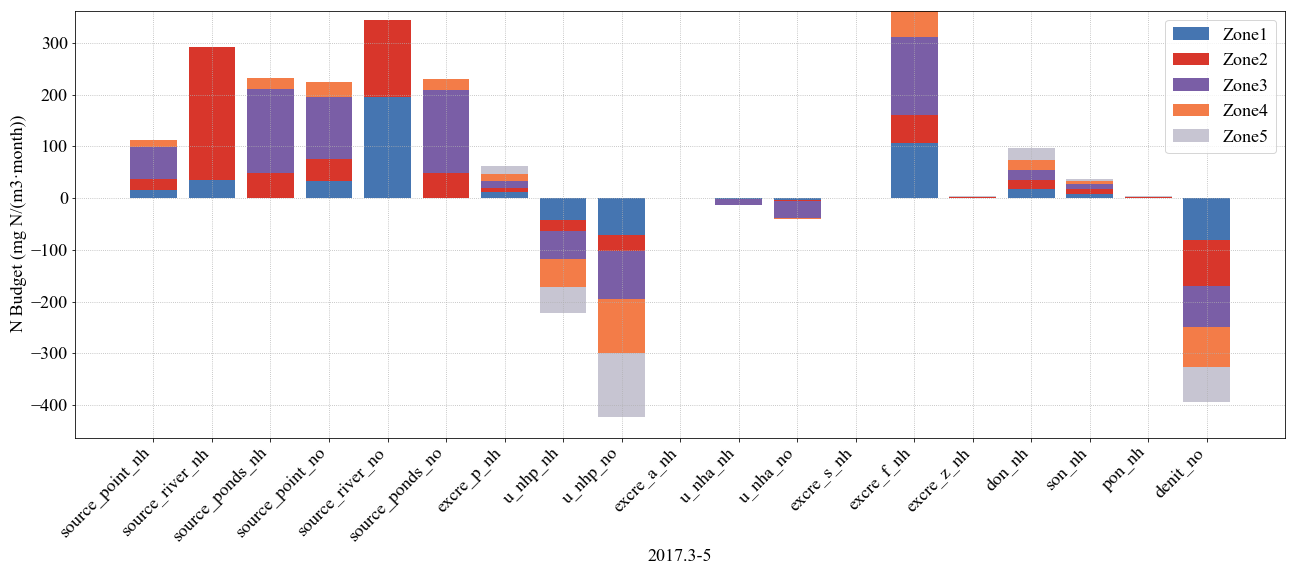 N Budget (mg N/(m3·month))
300
200
100
0
−100
−200
−300
−400
Zone1
Zone2
Zone3
Zone4
Zone5
source_point_nh
source_river_nh
source_ponds_nh
source_point_no
source_river_no
source_ponds_no
excre_p_nh
u_nhp_nh
u_nhp_no
excre_a_nh
u_nha_nh
u_nha_no
excre_s_nh
excre_f_nh
excre_z_nh
don_nh
son_nh
pon_nh
denit_no
2017.3-5